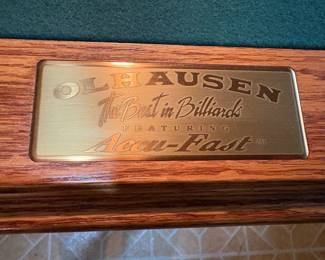 OLHAUSEN
The Best in Billiards
FEATURING
Accu-Fast